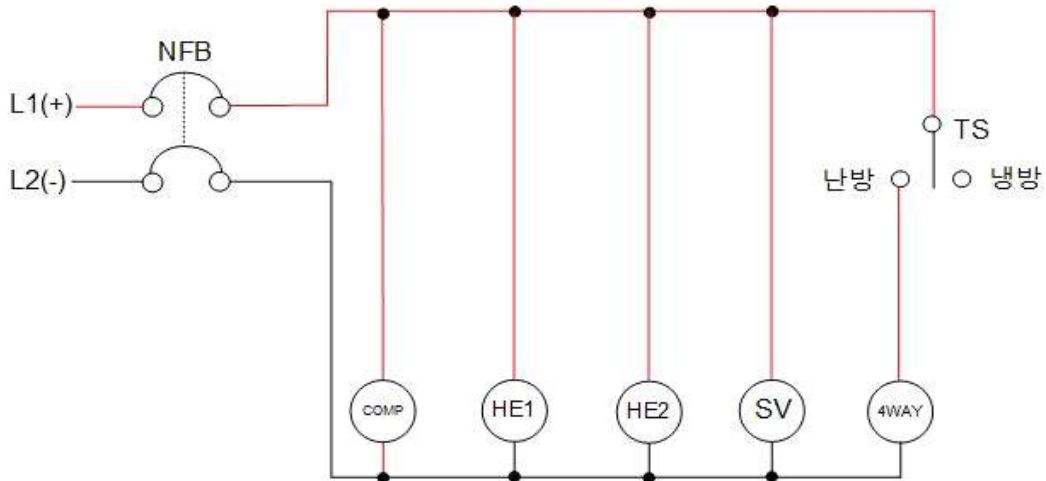 NFB
L1(+)
TS
L2(-)
난방
냉방
COMP
HE1
HE2
SV
4WAY